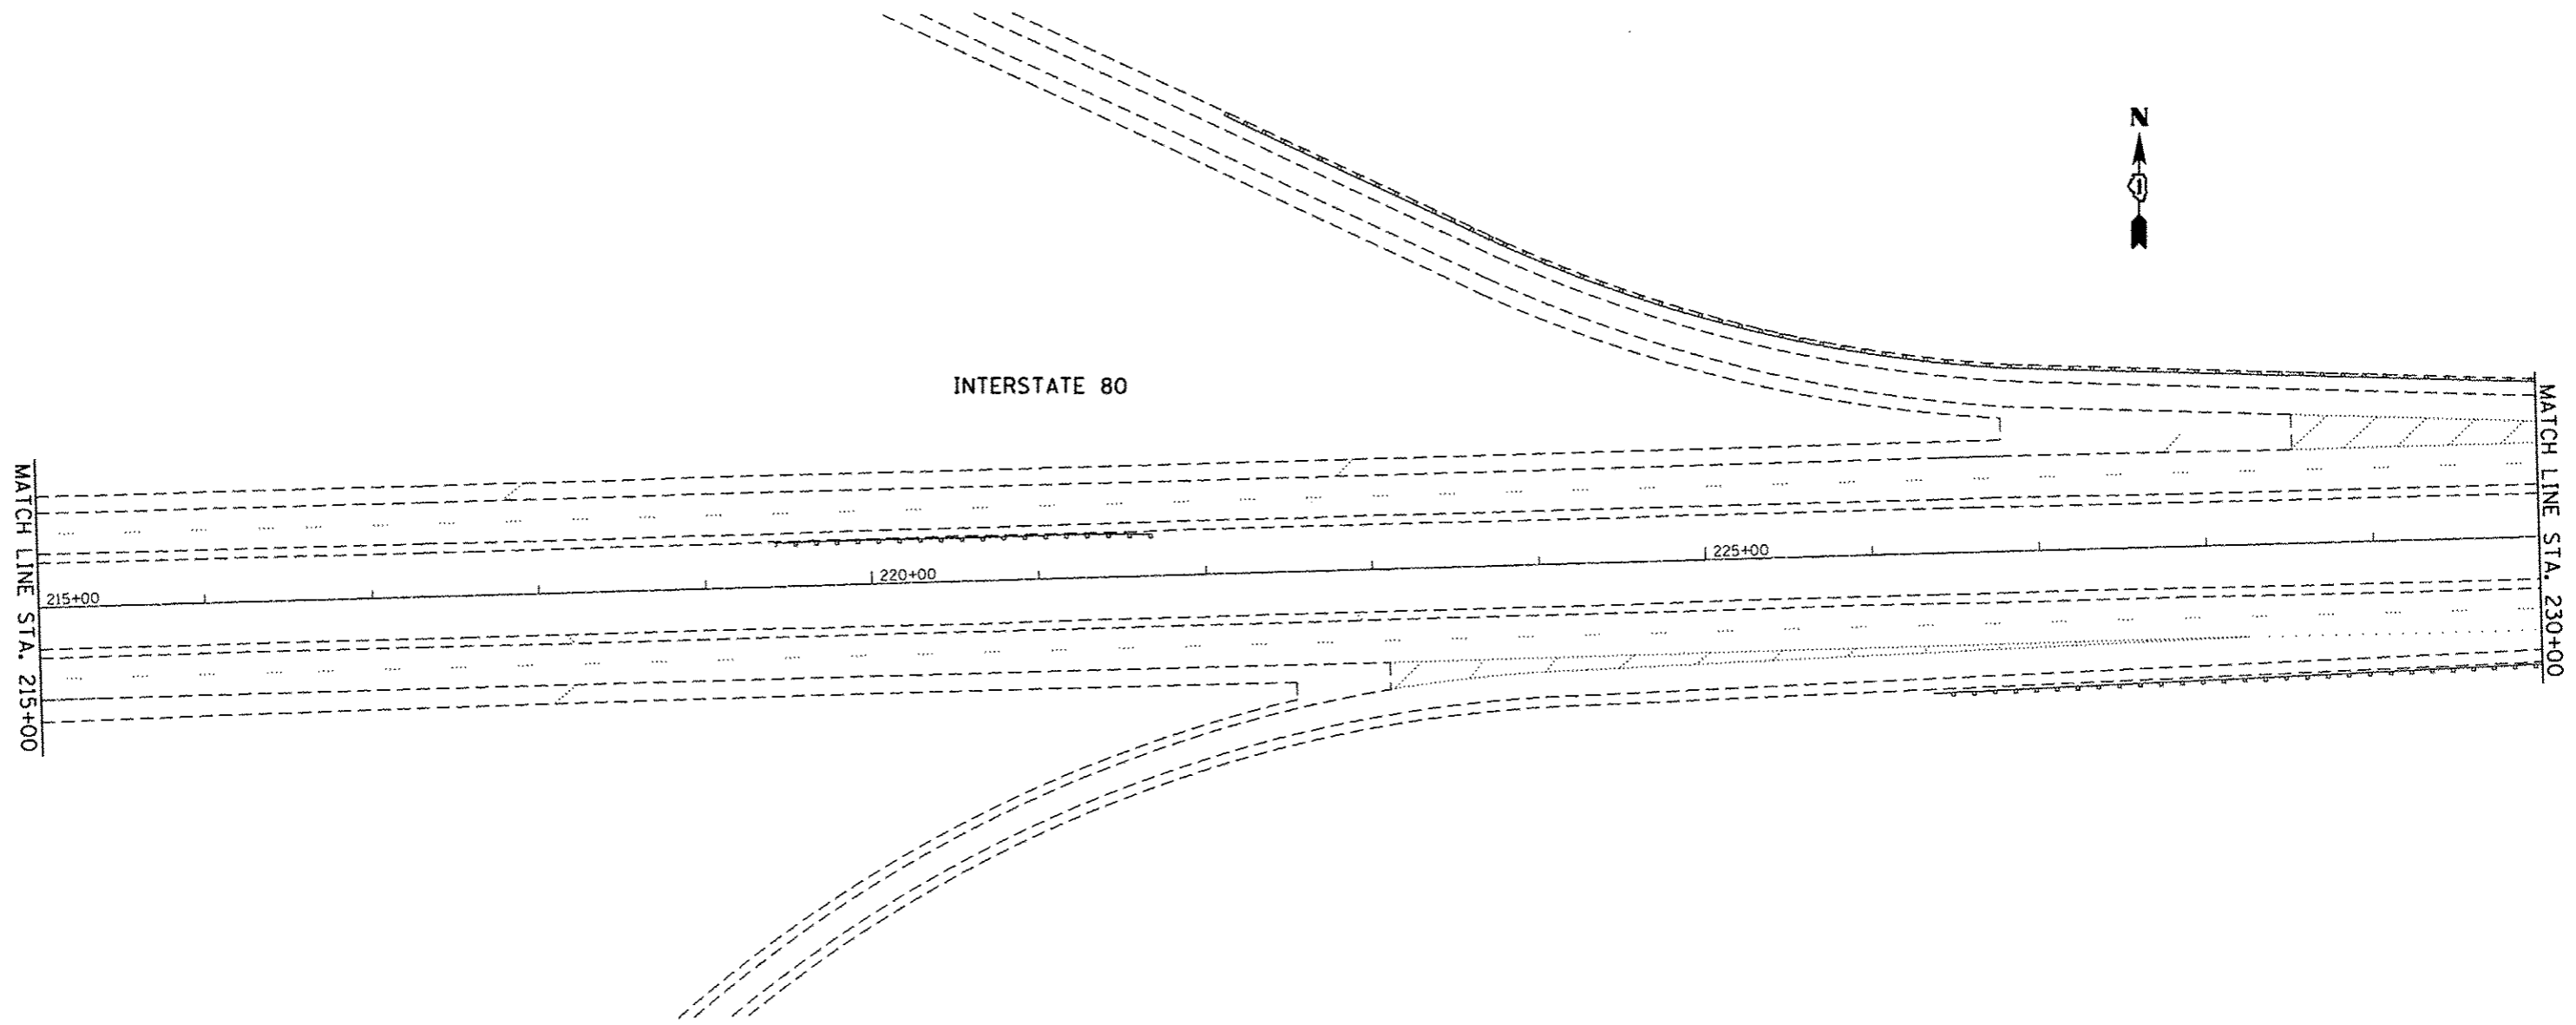 N
INTERSTATE 80
MATCH LINE STA. 215+00
MATCH LINE STA. 230+00
225+00
220+00
215+00